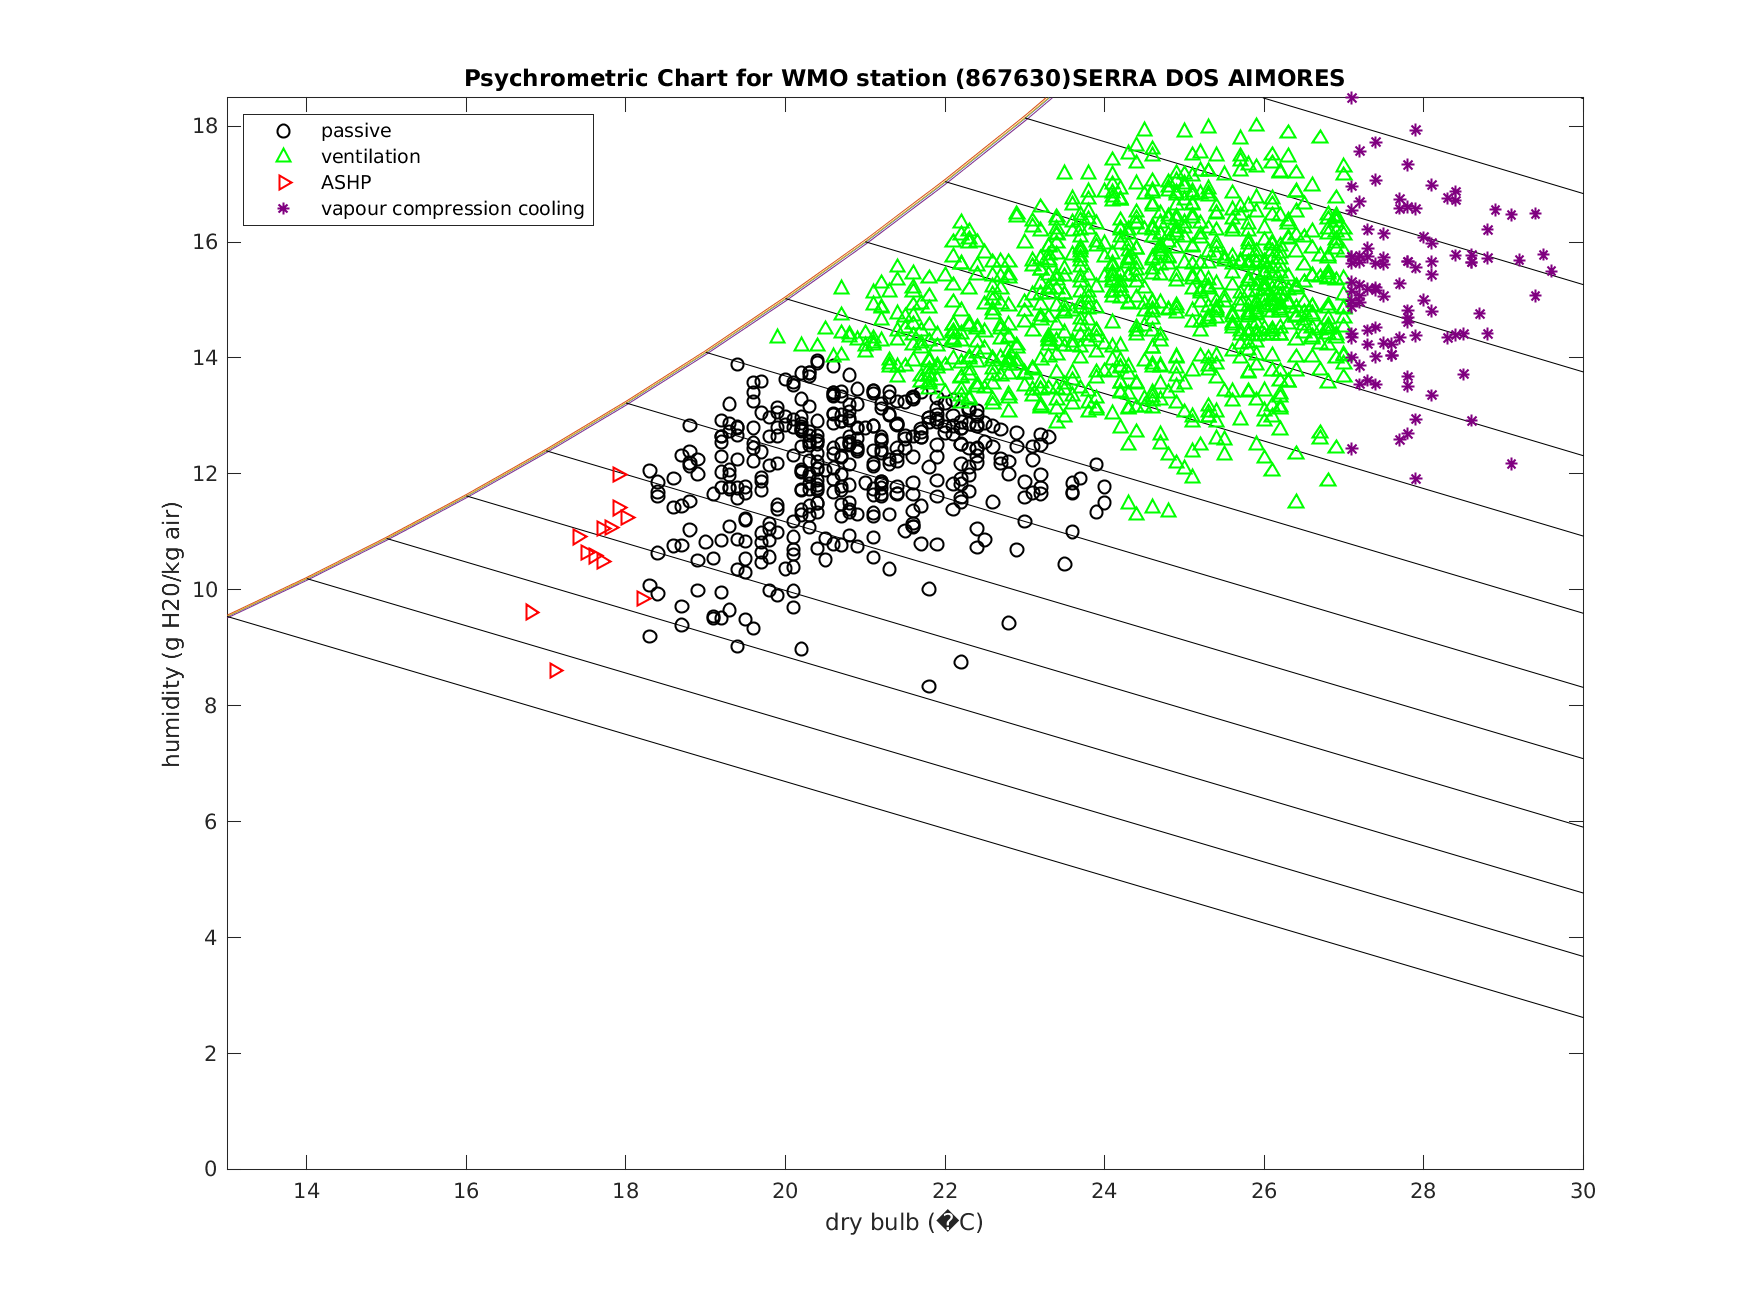 Psychrometric Chart for WMO station (867630)SERRA DOS AIMORES
passive
ventilation
ASHP
vapour compression cooling
humidity (g H20/kg air)
18
16
14
12
10
8
6
4
2
0
14 16 18 20 22 24 26 28 30
dry bulb (�C)